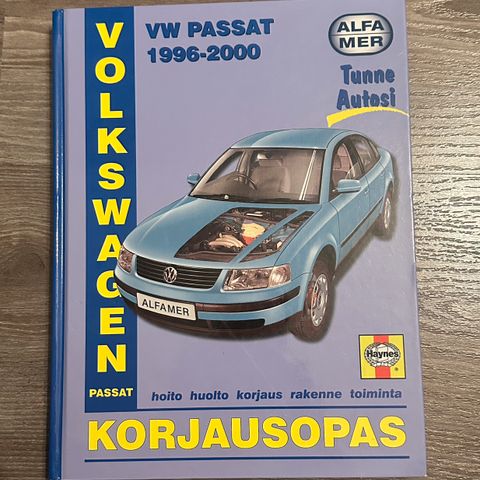 VOLKSWAGEN
PASSAT
VW PASSAT
1996-2000
ALFA
MER
Tunne
Autosi
ALFAMER
Haynes
hoito huolto korjaus rakenne toiminta
KORJAUSOPAS